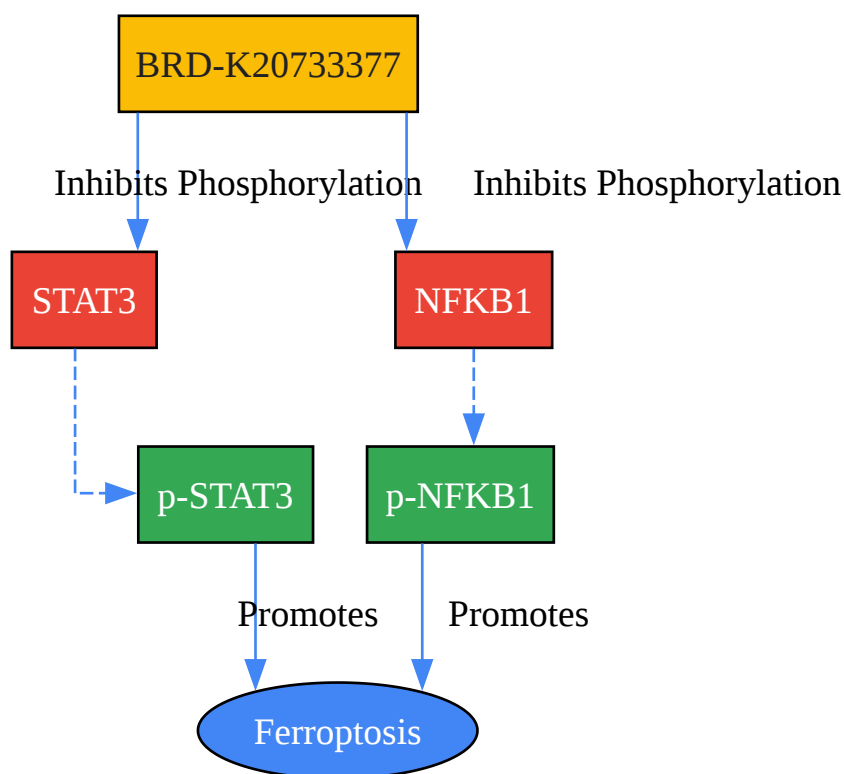 BRD-K20733377
Inhibits Phosphorylation
Inhibits Phosphorylation
STAT3
NFKB1
p-STAT3
p-NFKB1
Promotes
Promotes
Ferroptosis